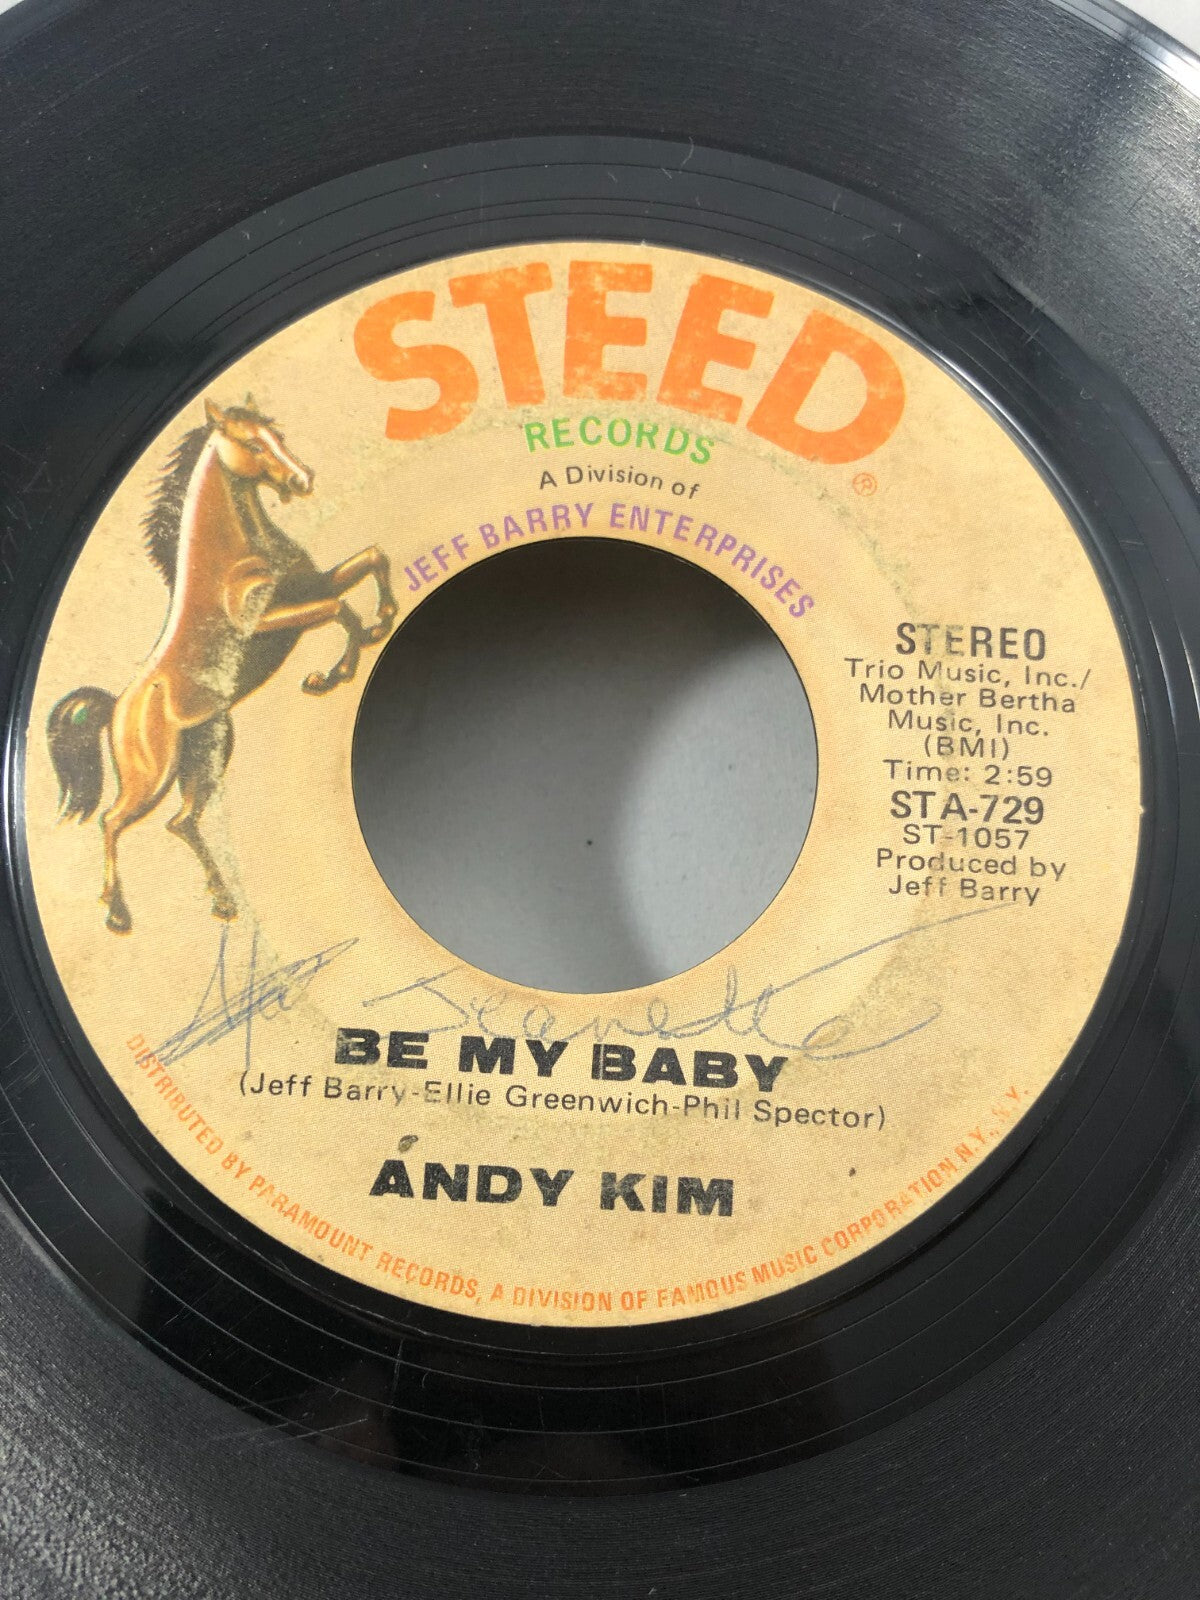 STEED ®
RECORDS
A Division of
JEFF BARRY ENTERPRISES
STEREO
Trio Music, Inc./
Mother Bertha
Music, Inc.
(BMI)
Time: 2:59
STA-729
ST-1057
Produced by
Jeff Barry
Jeanette
BE MY BABY
(Jeff Barry-Ellie Greenwich-Phil Spector)
ANDY KIM
DISTRIBUTED BY PARAMOUNT RECORDS, A DIVISION OF FAMOUS MUSIC CORPORATION N.Y., N.Y.